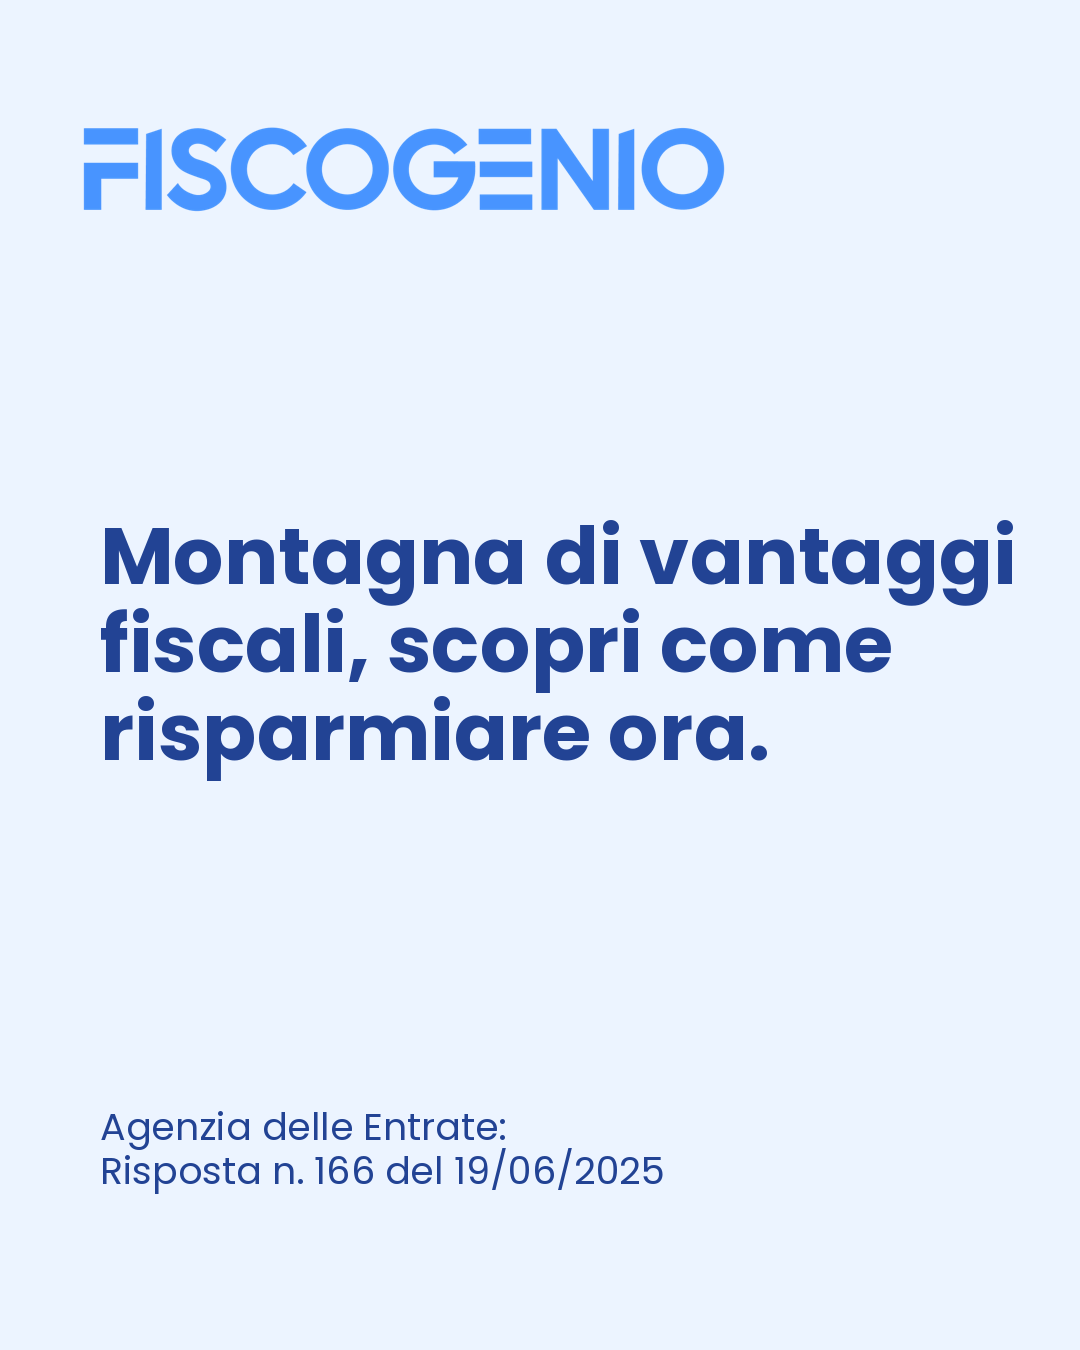 FISCOGENIO
Montagna di vantaggi
fiscali, scopri come
risparmiare ora.
Agenzia delle Entrate:
Risposta n. 166 del 19/06/2025